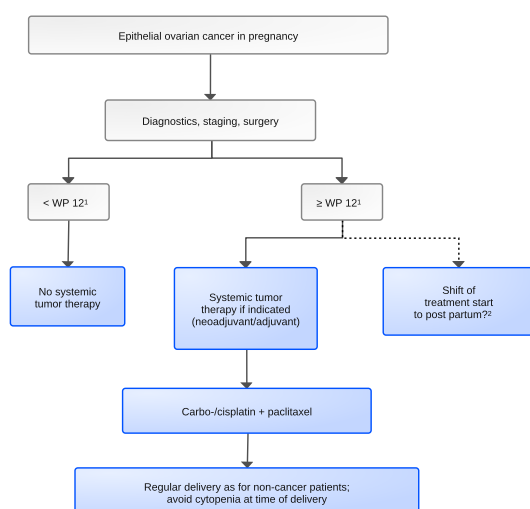 Epithelial ovarian cancer in pregnancy
Diagnostics, staging, surgery
< WP 12¹
≥ WP 12¹
No systemic
tumor therapy
Systemic tumor
therapy if indicated
(neoadjuvant/adjuvant)
Shift of
treatment start
to post partum?²
Carbo-/cisplatin + paclitaxel
Regular delivery as for non-cancer patients;
avoid cytopenia at time of delivery